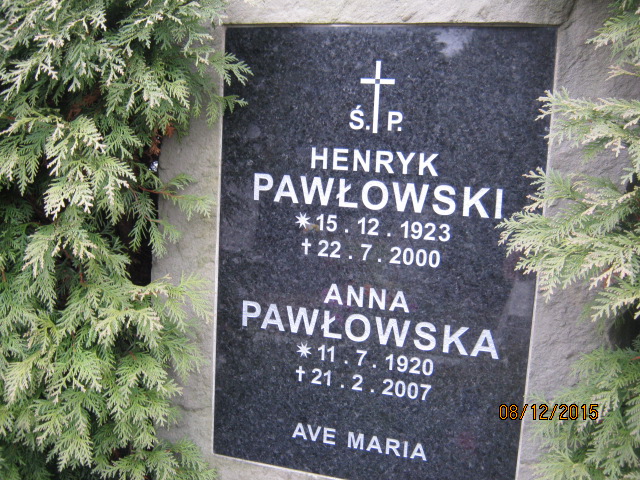 Ś. P.
HENRYK
PAWŁOWSKI
✴15.12.1923
†22.7.2000
ANNA
PAWŁOWSKA
✴11.7.1920
†21.2.2007
AVE MARIA
08/12/2015